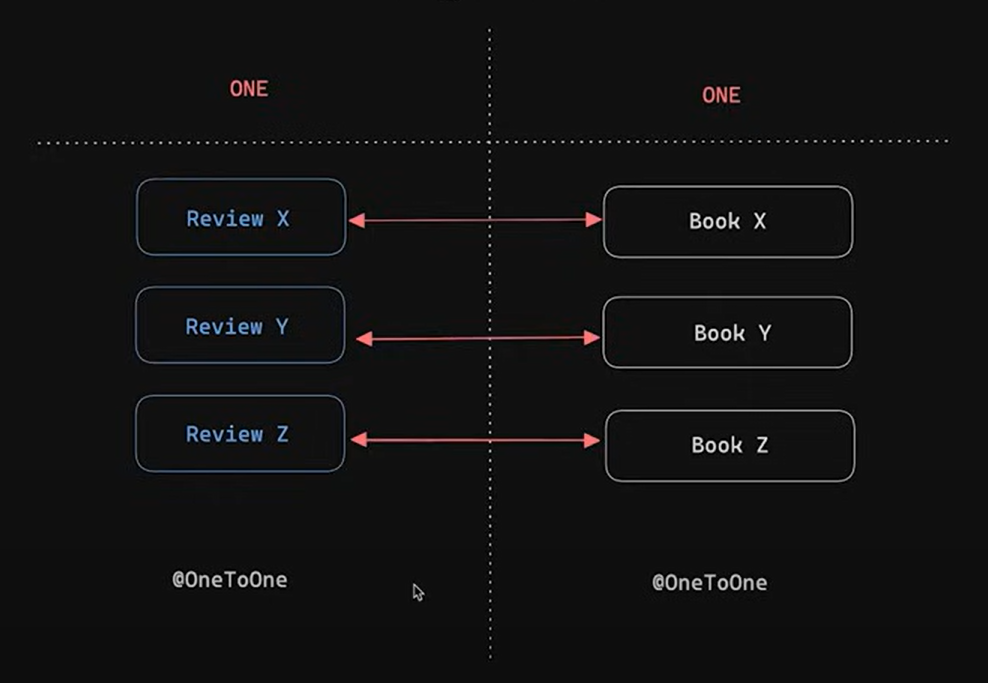 ONE
ONE
Review X
Book X
Review Y
Book Y
Review Z
Book Z
@OneToOne
@OneToOne